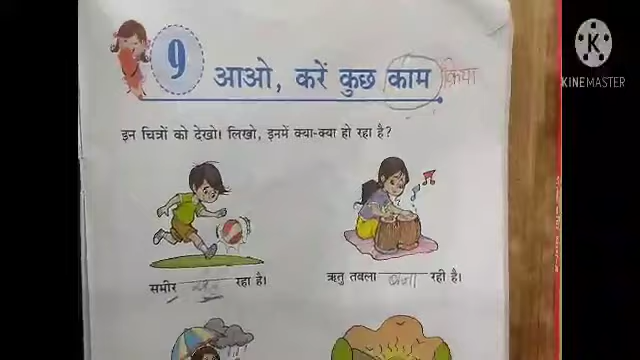 9
आओ, करें कुछ काम क्रिया
KINEMASTER
इन चित्रों को देखो। लिखो, इनमें क्या-क्या हो रहा है?
समीर रहा है।
ऋतु तबला बजा रही है।